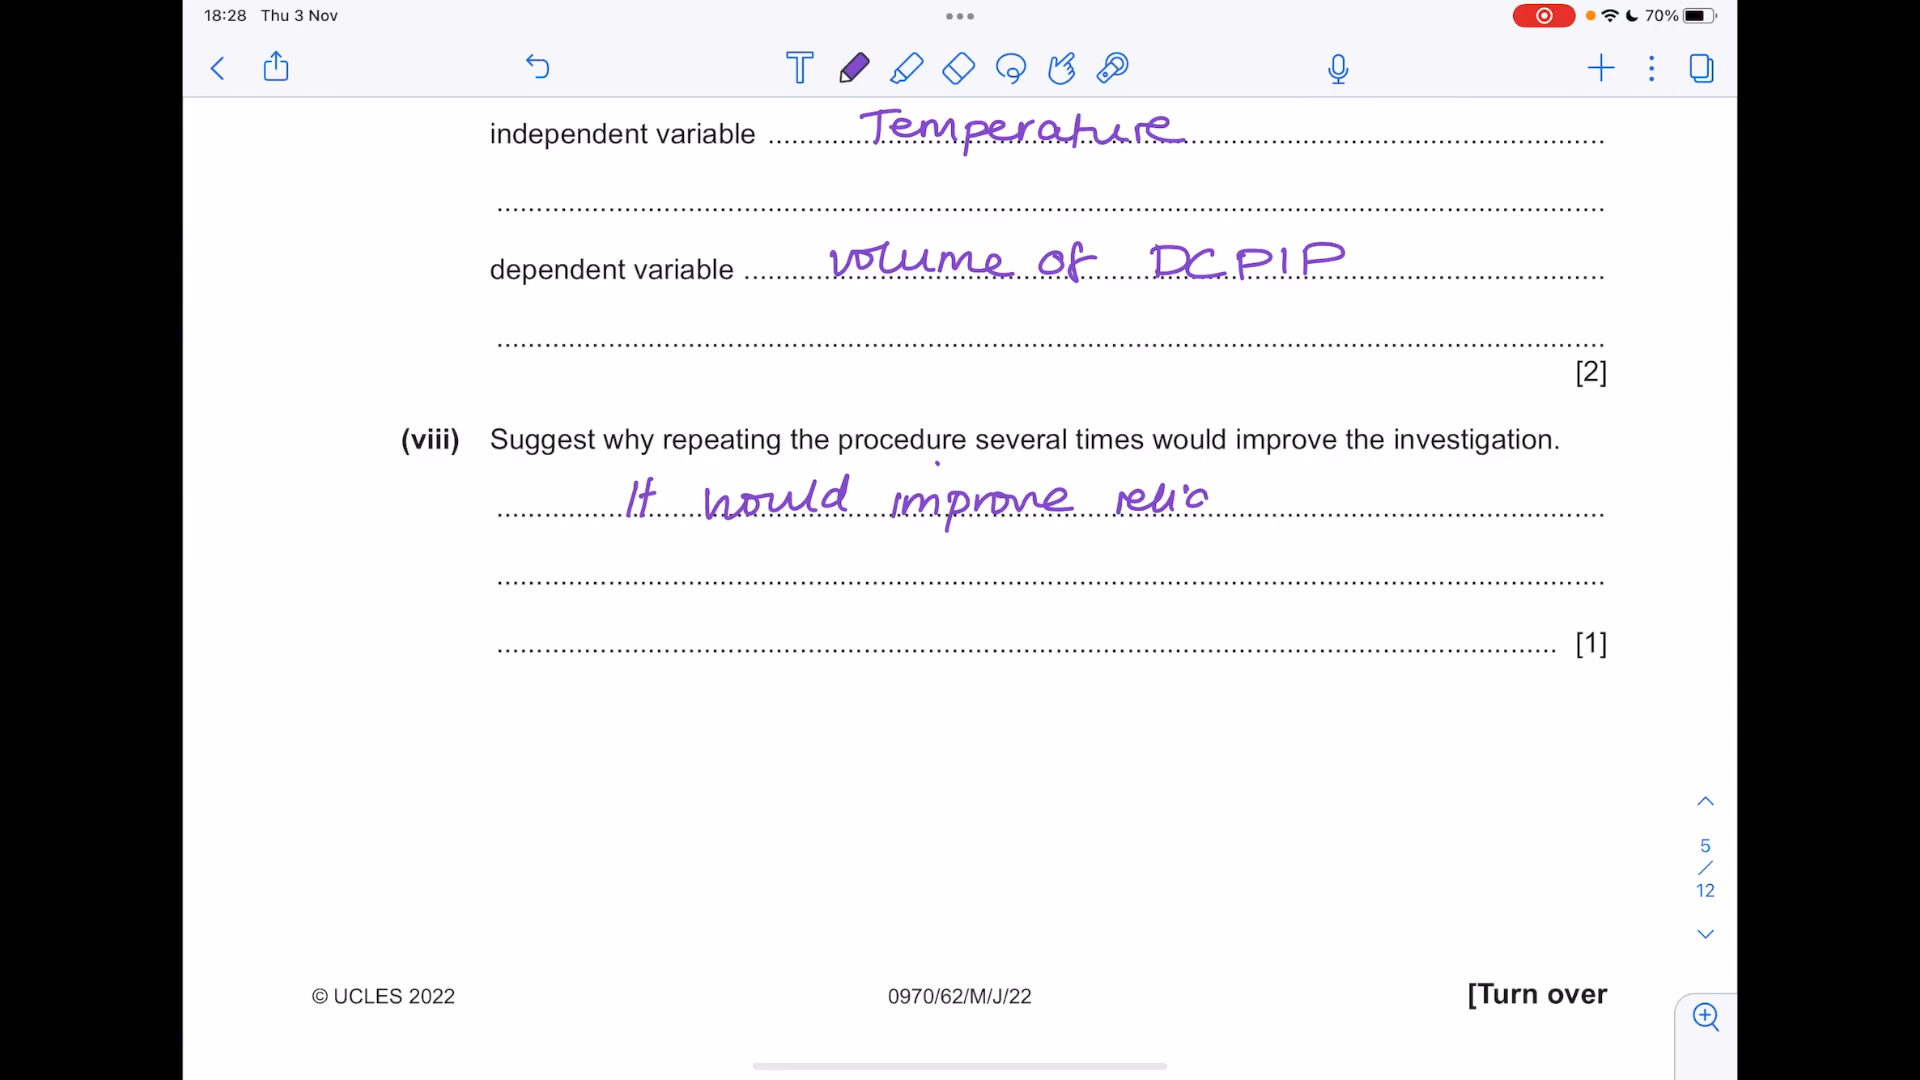 18:28 Thu 3 Nov
70%
independent variable Temperature
dependent variable volume of DCPIP
[2]
(viii) Suggest why repeating the procedure several times would improve the investigation.
It would improve relia
[1]
5
/
12
© UCLES 2022
0970/62/M/J/22
[Turn over